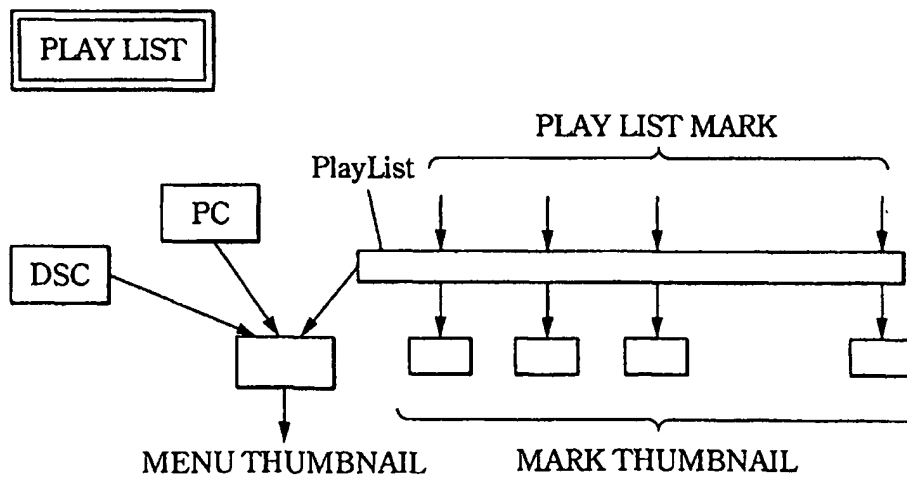 PLAY LIST
PLAY LIST MARK
PlayList
PC
DSC
MENU THUMBNAIL
MARK THUMBNAIL